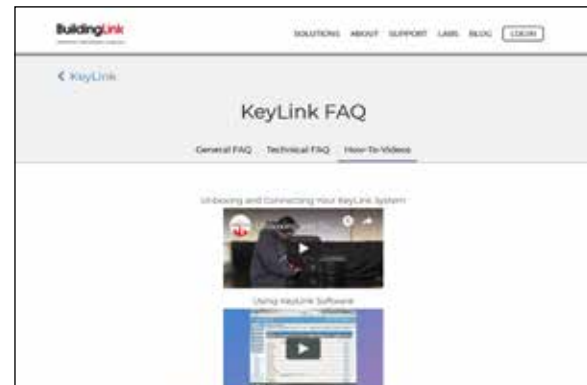 BuildingLink
SOLUTIONS ABOUT SUPPORT LABS BLOG LOGIN
KeyLink
KeyLink FAQ
General FAQ Technical FAQ How-To-Videos
Unboxing and Connecting Your KeyLink System
Using KeyLink Software